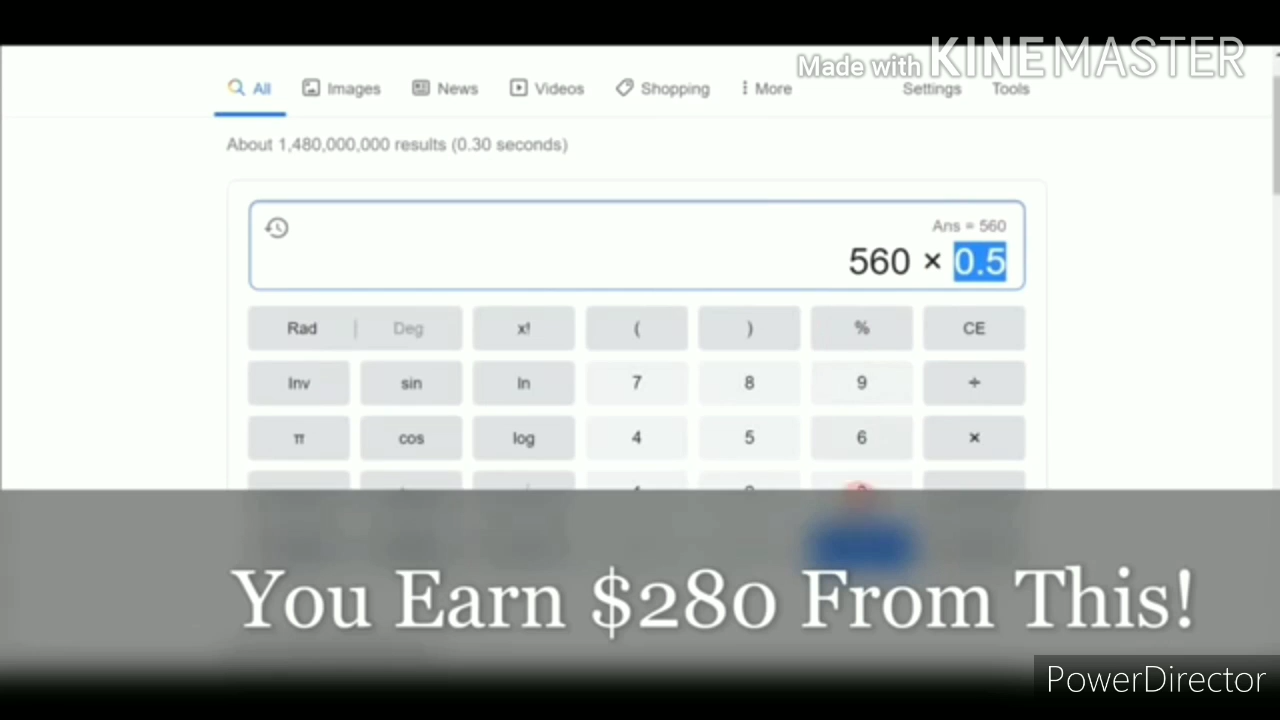 Made with KINEMASTER
All Images News Videos Shopping More Settings Tools
About 1,480,000,000 results (0.30 seconds)
Ans = 560
560 × 0.5
Rad | Deg x! ( ) % CE
Inv sin ln 7 8 9 ÷
π cos log 4 5 6 ×
You Earn $280 From This!
PowerDirector